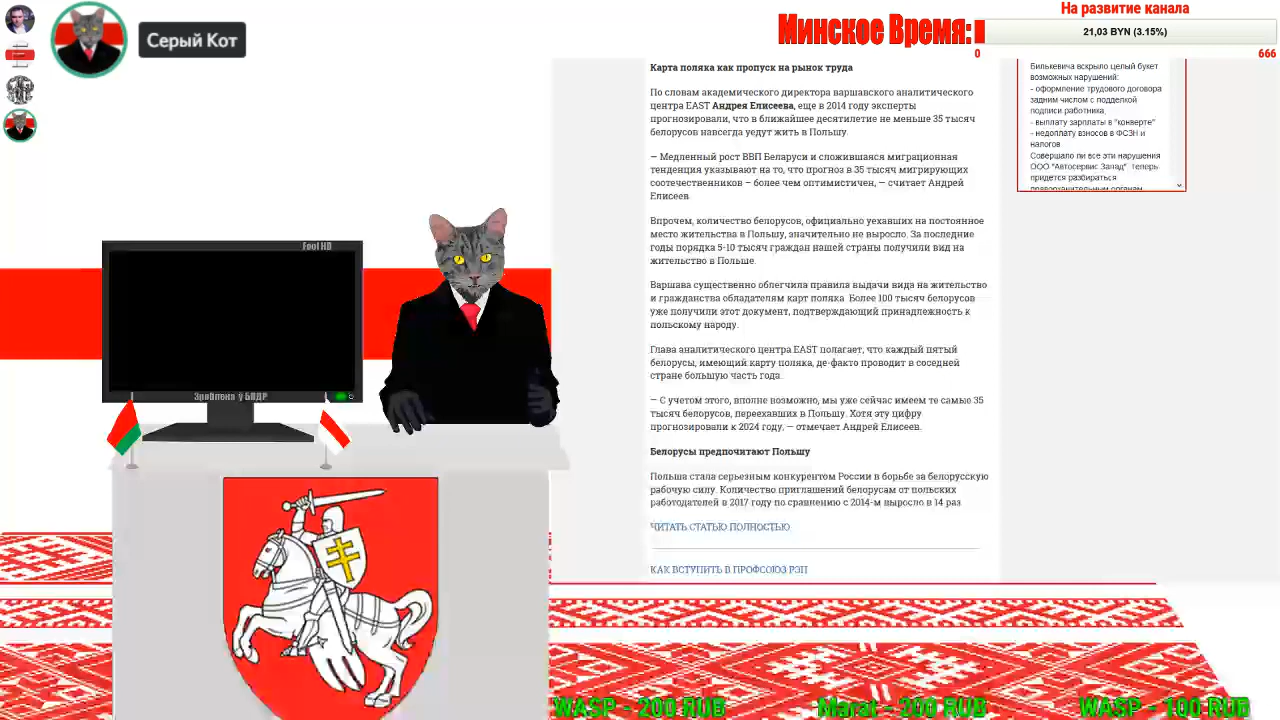 Серый Кот
Минское Время:
На развитие канала
21,03 BYN (3.15%)
0
666
Карта поляка как пропуск на рынок труда
По словам академического директора варшавского аналитического
центра EAST Андрея Елисеева, еще в 2014 году эксперты
прогнозировали, что в ближайшее десятилетие не меньше 35 тысяч
белорусов навсегда уедут жить в Польшу.
— Медленный рост ВВП Беларуси и сложившаяся миграционная
тенденция указывают на то, что прогноз в 35 тысяч мигрирующих
соотечественников – более чем оптимистичен, — считает Андрей
Елисеев.
Впрочем, количество белорусов, официально уехавших на постоянное
место жительства в Польшу, значительно не выросло. За последние
годы порядка 5-10 тысяч граждан нашей страны получили вид на
жительство в Польше.
Варшава существенно облегчила правила выдачи вида на жительство
и гражданства обладателям карт поляка. Более 100 тысяч белорусов
уже получили этот документ, подтверждающий принадлежность к
польскому народу.
Глава аналитического центра EAST полагает, что каждый пятый
белорусы, имеющий карту поляка, де-факто проводит в соседней
стране большую часть года.
— С учетом этого, вполне возможно, мы уже сейчас имеем те самые 35
тысяч белорусов, переехавших в Польшу. Хотя эту цифру
прогнозировали к 2024 году, — отмечает Андрей Елисеев.
Белорусы предпочитают Польшу
Польша стала серьезным конкурентом России в борьбе за белорусскую
рабочую силу. Количество приглашений белорусам от польских
работодателей в 2017 году по сравнению с 2014-м выросло в 14 раз.
ЧИТАТЬ СТАТЬЮ ПОЛНОСТЬЮ
КАК ВСТУПИТЬ В ПРОФСОЮЗ РЭП
Билькевича вскрыло целый букет
возможных нарушений:
- оформление трудового договора
задним числом с подделкой
подписи работника,
- выплату зарплаты в "конверте"
- недоплату взносов в ФСЗН и
налогов
Совершало ли все эти нарушения
ООО "Автосервис Запад" теперь
придется разбираться
правоохранительным органам
Fool HD
Зроблена ў БНДР
WASP - 200 RUB
Marat - 200 RUB
WASP - 100 RUB